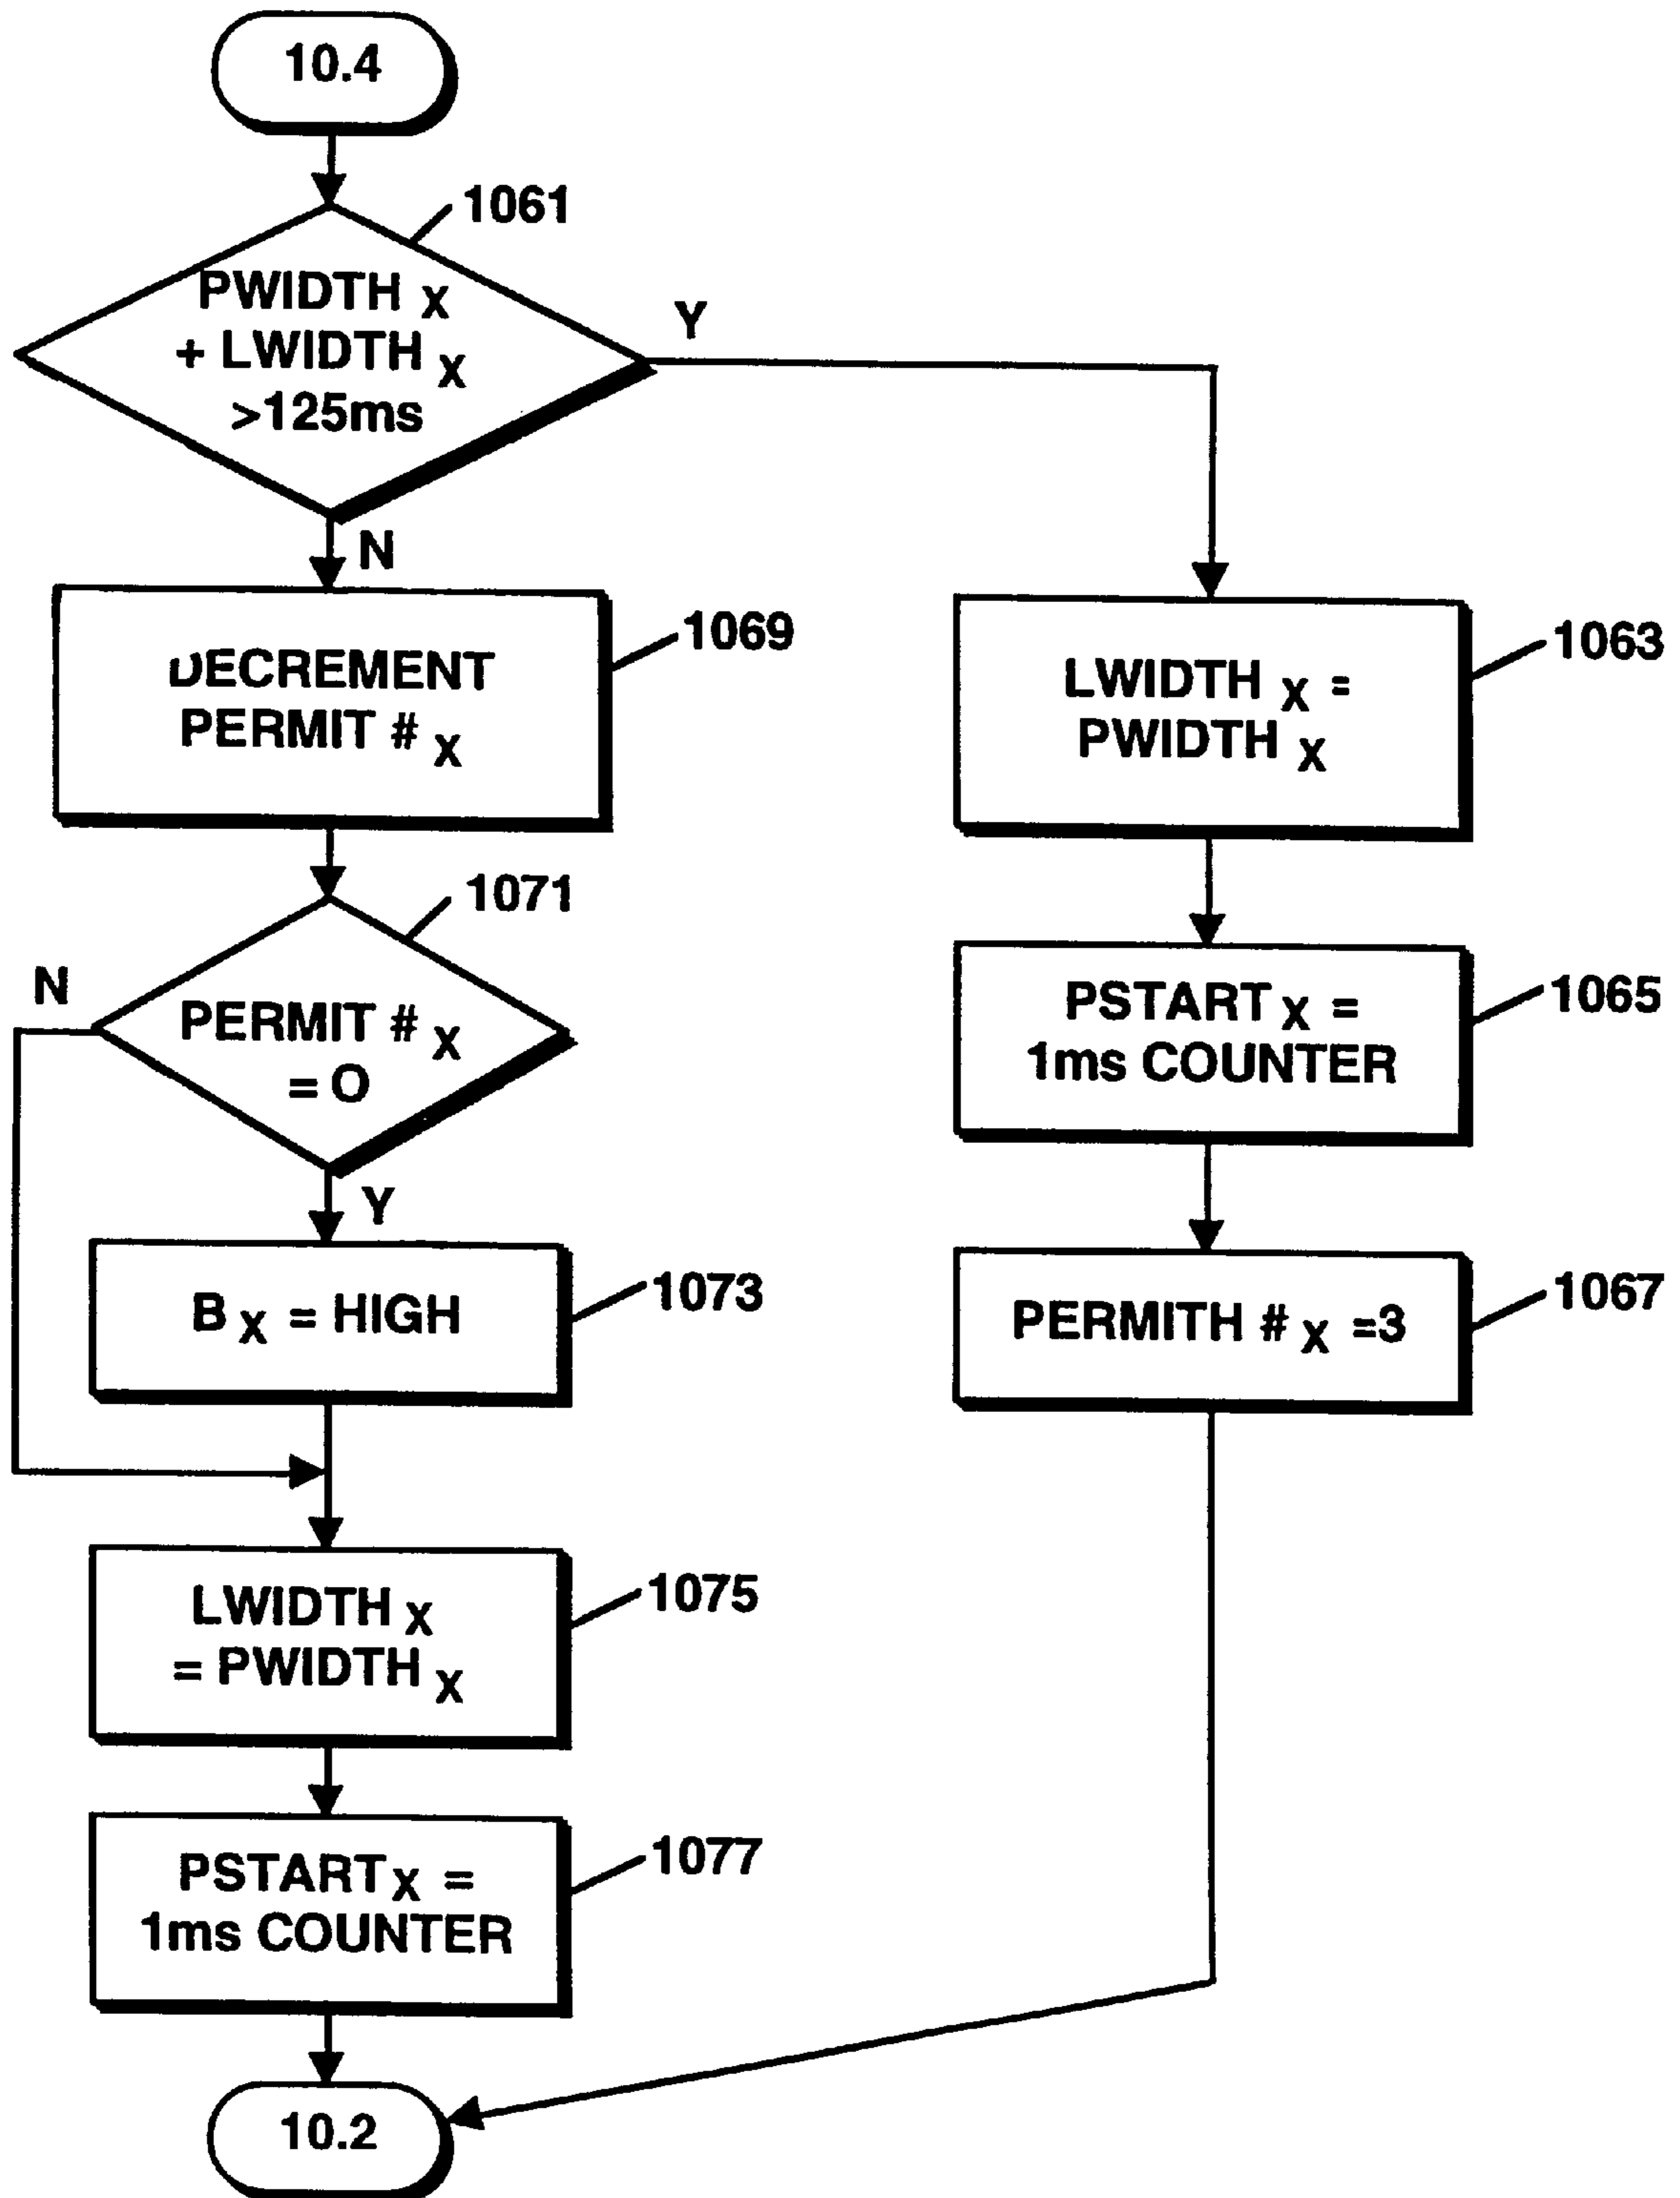 10.4
1061
PWIDTH X
+ LWIDTH X
>125ms
Y
N
DECREMENT
PERMIT # X
1069
LWIDTH X =
PWIDTH X
1063
1071
N
PERMIT # X
= O
Y
PSTART X =
1ms COUNTER
1065
B X = HIGH
1073
PERMITH # X =3
1067
LWIDTH X
= PWIDTH X
1075
PSTART X =
1ms COUNTER
1077
10.2